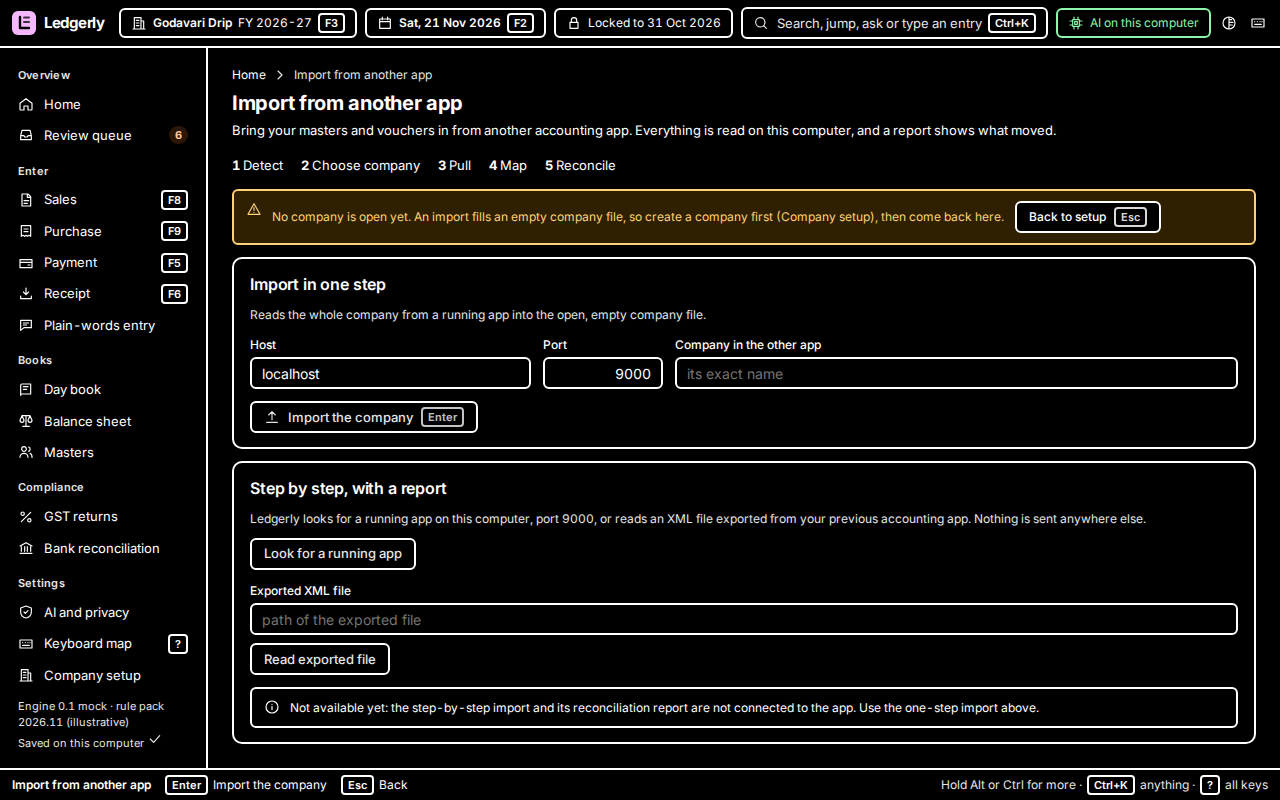 Ledgerly
Godavari Drip FY 2026-27 F3
Sat, 21 Nov 2026 F2
Locked to 31 Oct 2026
Search, jump, ask or type an entry Ctrl+K
AI on this computer
Overview
Home
Review queue 6
Enter
Sales F8
Purchase F9
Payment F5
Receipt F6
Plain-words entry
Books
Day book
Balance sheet
Masters
Compliance
GST returns
Bank reconciliation
Settings
AI and privacy
Keyboard map ?
Company setup
Engine 0.1 mock · rule pack
2026.11 (illustrative)
Saved on this computer
Home > Import from another app
Import from another app
Bring your masters and vouchers in from another accounting app. Everything is read on this computer, and a report shows what moved.
1 Detect 2 Choose company 3 Pull 4 Map 5 Reconcile
No company is open yet. An import fills an empty company file, so create a company first (Company setup), then come back here. Back to setup Esc
Import in one step
Reads the whole company from a running app into the open, empty company file.
Host Port Company in the other app
localhost 9000 its exact name
Import the company Enter
Step by step, with a report
Ledgerly looks for a running app on this computer, port 9000, or reads an XML file exported from your previous accounting app. Nothing is sent anywhere else.
Look for a running app
Exported XML file
path of the exported file
Read exported file
Not available yet: the step-by-step import and its reconciliation report are not connected to the app. Use the one-step import above.
Import from another app Enter Import the company Esc Back
Hold Alt or Ctrl for more · Ctrl+K anything · ? all keys